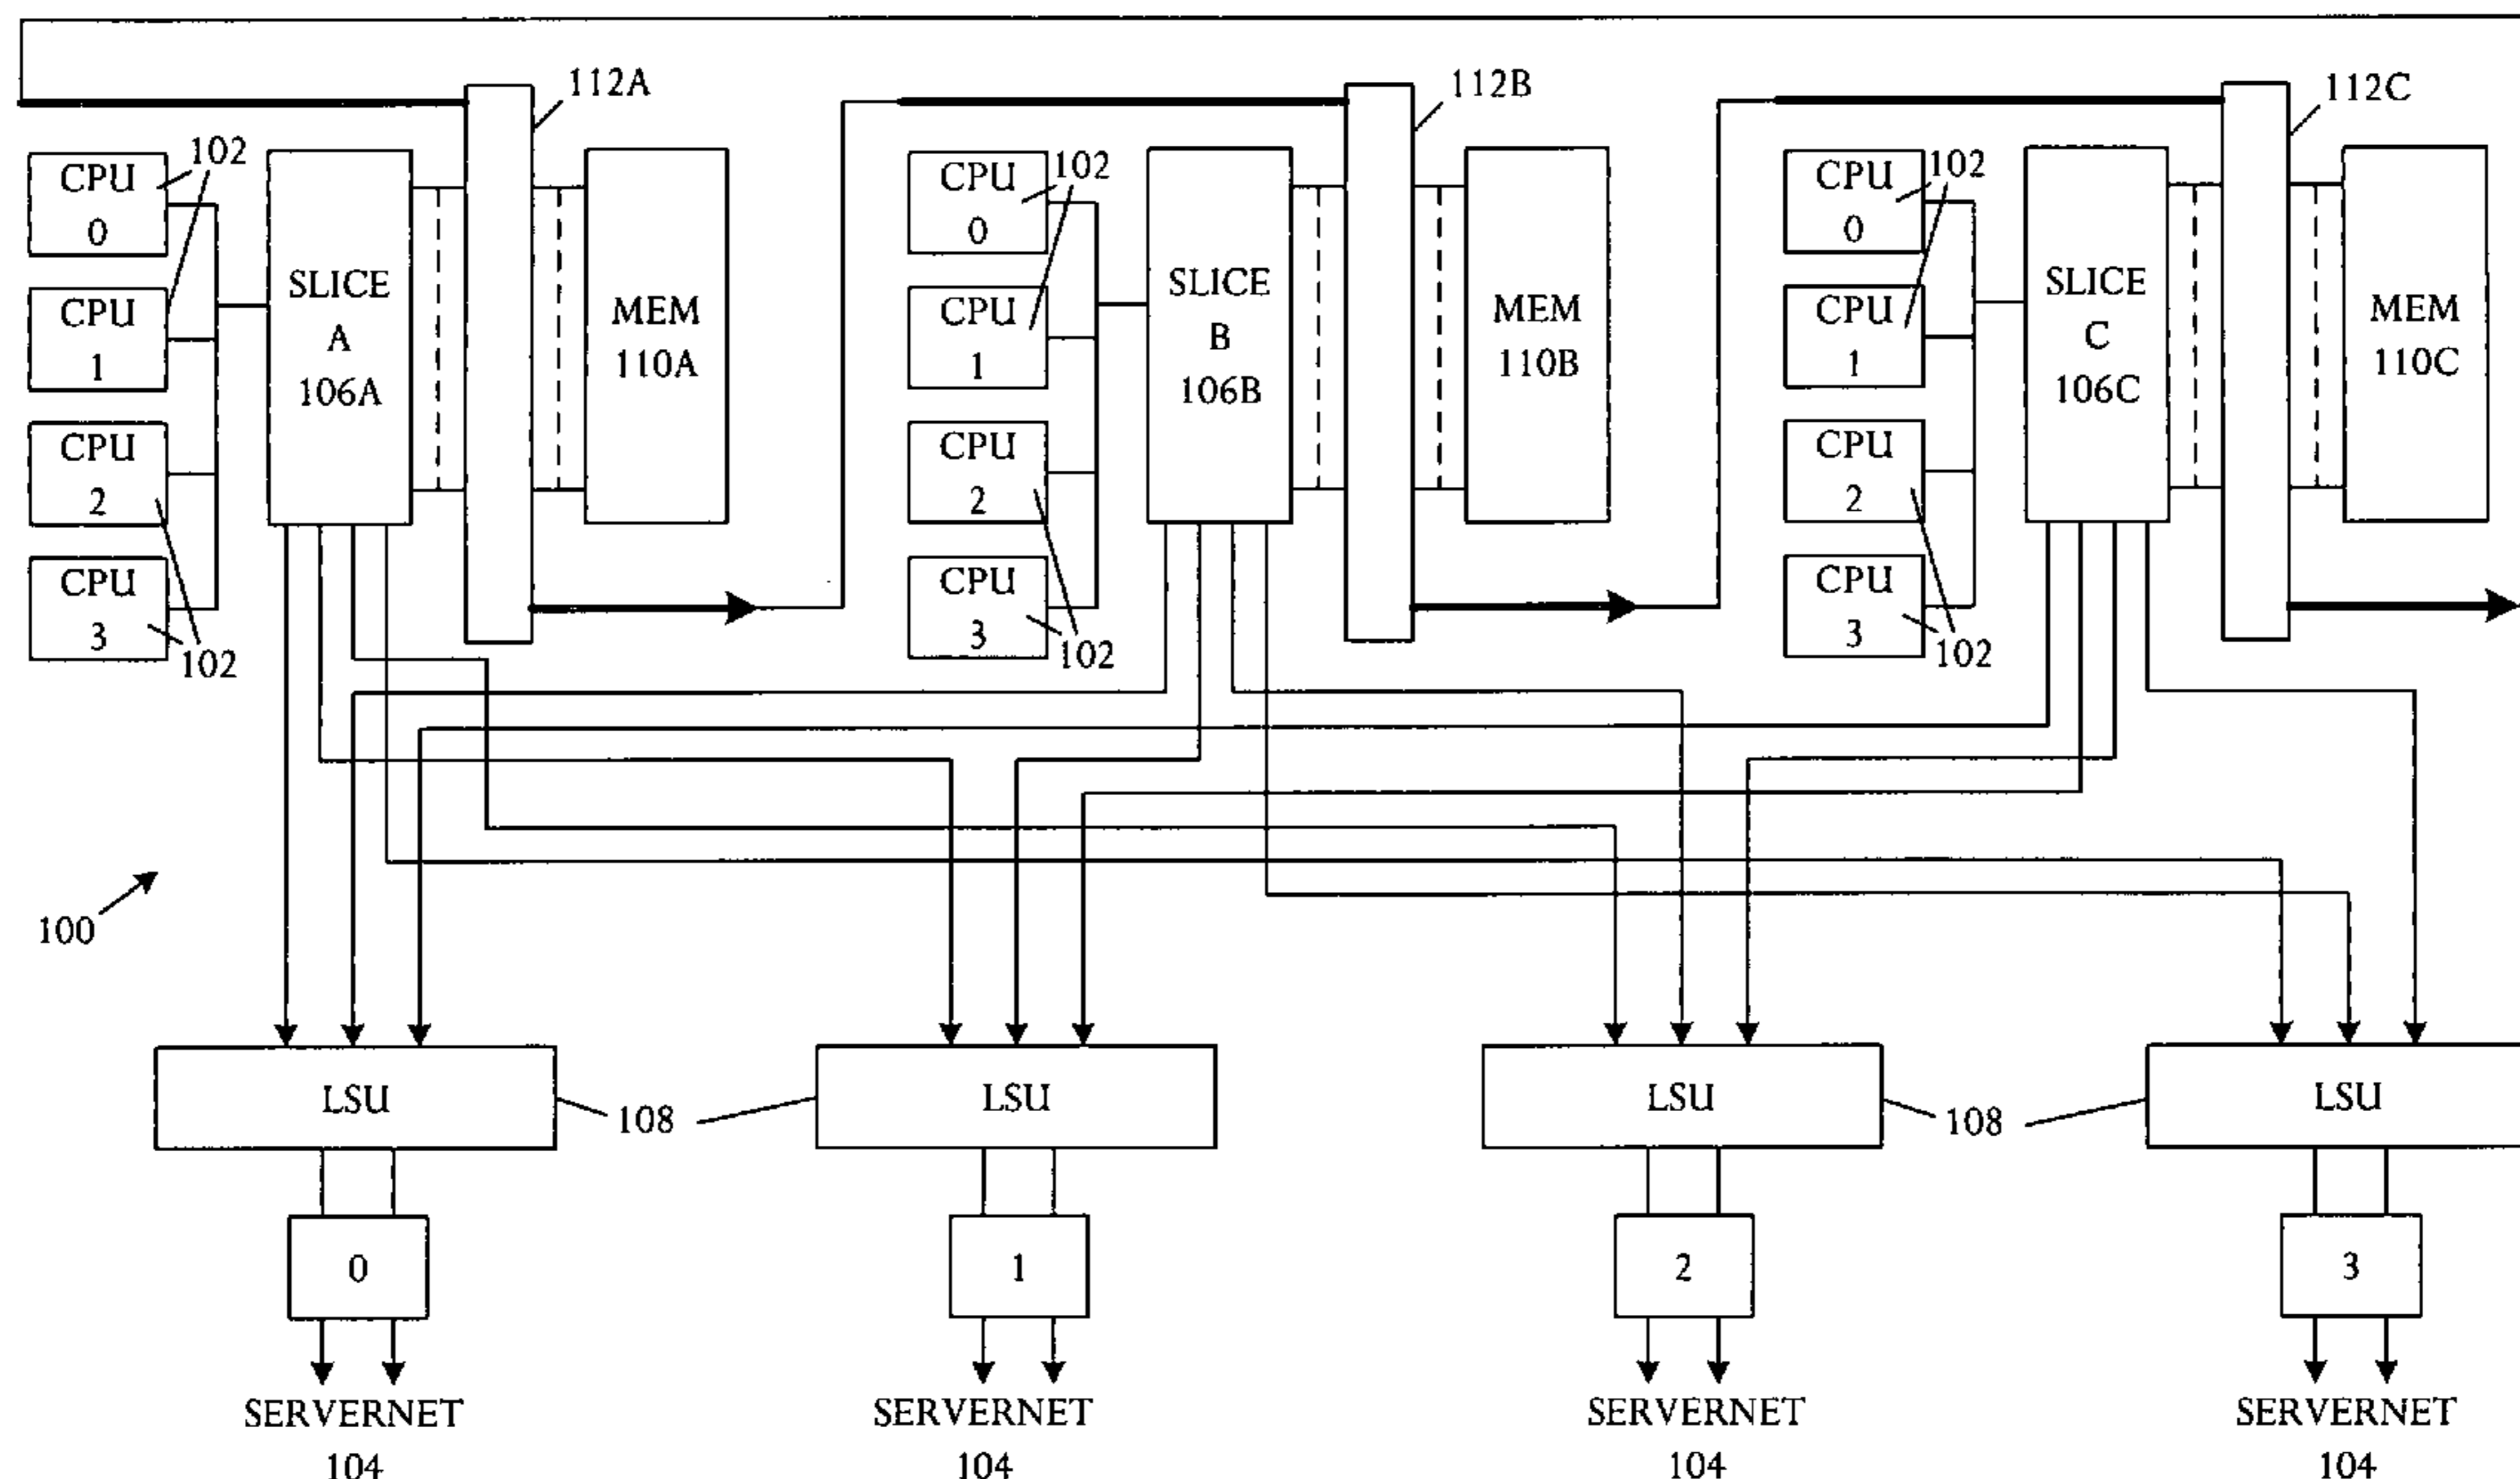 112A
112B
112C
CPU
0
102
CPU
1
CPU
2
CPU
3
102
SLICE
A
106A
MEM
110A
CPU
0
102
CPU
1
CPU
2
CPU
3
102
SLICE
B
106B
MEM
110B
CPU
0
102
CPU
1
CPU
2
CPU
3
102
SLICE
C
106C
MEM
110C
100
LSU
108
LSU
LSU
108
LSU
0
1
2
3
SERVERNET
104
SERVERNET
104
SERVERNET
104
SERVERNET
104